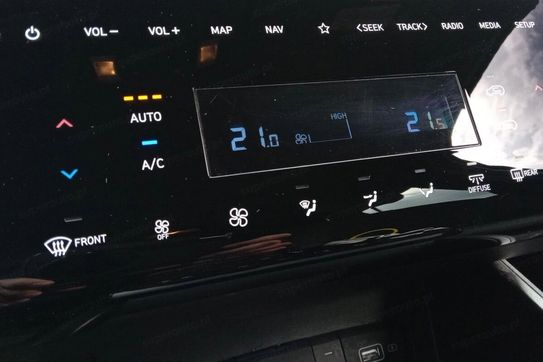 VOL− VOL+ MAP NAV ☆ <SEEK TRACK> RADIO MEDIA SETUP
AUTO
HIGH
21.0 21.5
A/C
DIFFUSE
REAR
OFF
FRONT